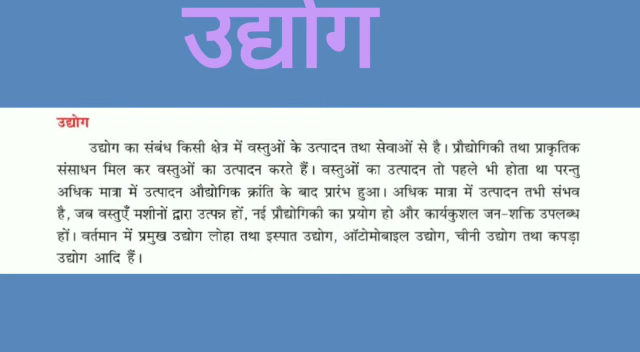 उद्योग
उद्योग
उद्योग का संबंध किसी क्षेत्र में वस्तुओं के उत्पादन तथा सेवाओं से है। प्रौद्योगिकी तथा प्राकृतिक
संसाधन मिल कर वस्तुओं का उत्पादन करते हैं। वस्तुओं का उत्पादन तो पहले भी होता था परन्तु
अधिक मात्रा में उत्पादन औद्योगिक क्रांति के बाद प्रारंभ हुआ। अधिक मात्रा में उत्पादन तभी संभव
है, जब वस्तुएँ मशीनों द्वारा उत्पन्न हों, नई प्रौद्योगिकी का प्रयोग हो और कार्यकुशल जन-शक्ति उपलब्ध
हों। वर्तमान में प्रमुख उद्योग लोहा तथा इस्पात उद्योग, ऑटोमोबाइल उद्योग, चीनी उद्योग तथा कपड़ा
उद्योग आदि हैं।